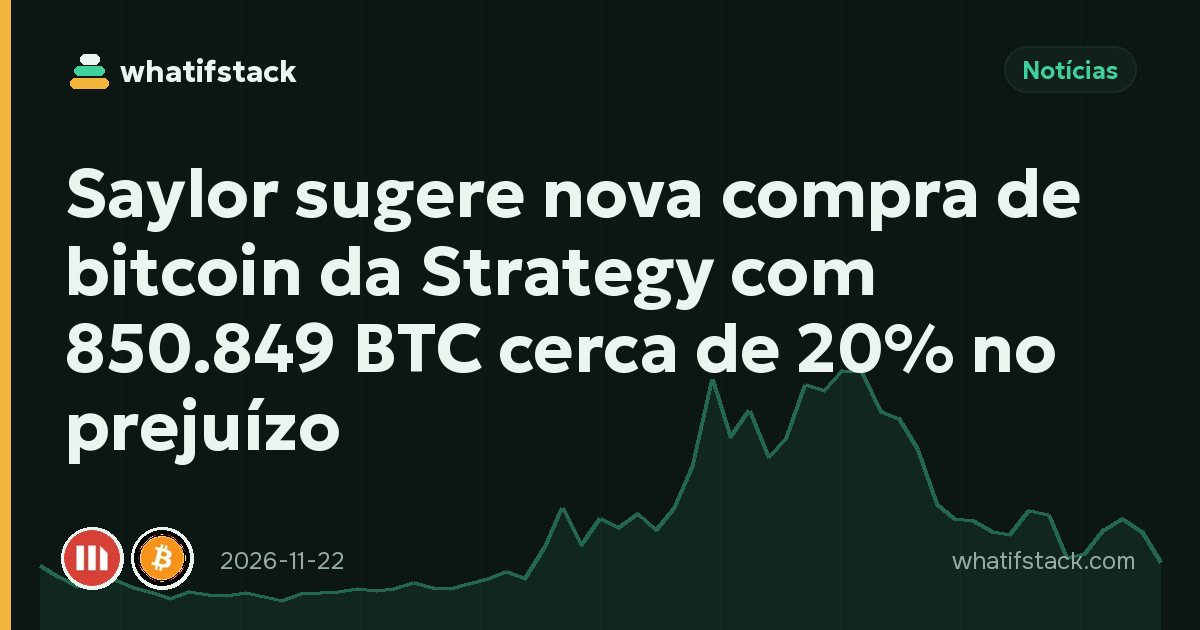 whatifstack
Notícias
Saylor sugere nova compra de
bitcoin da Strategy com
850.849 BTC cerca de 20% no
prejuízo
2026-11-22
whatifstack.com